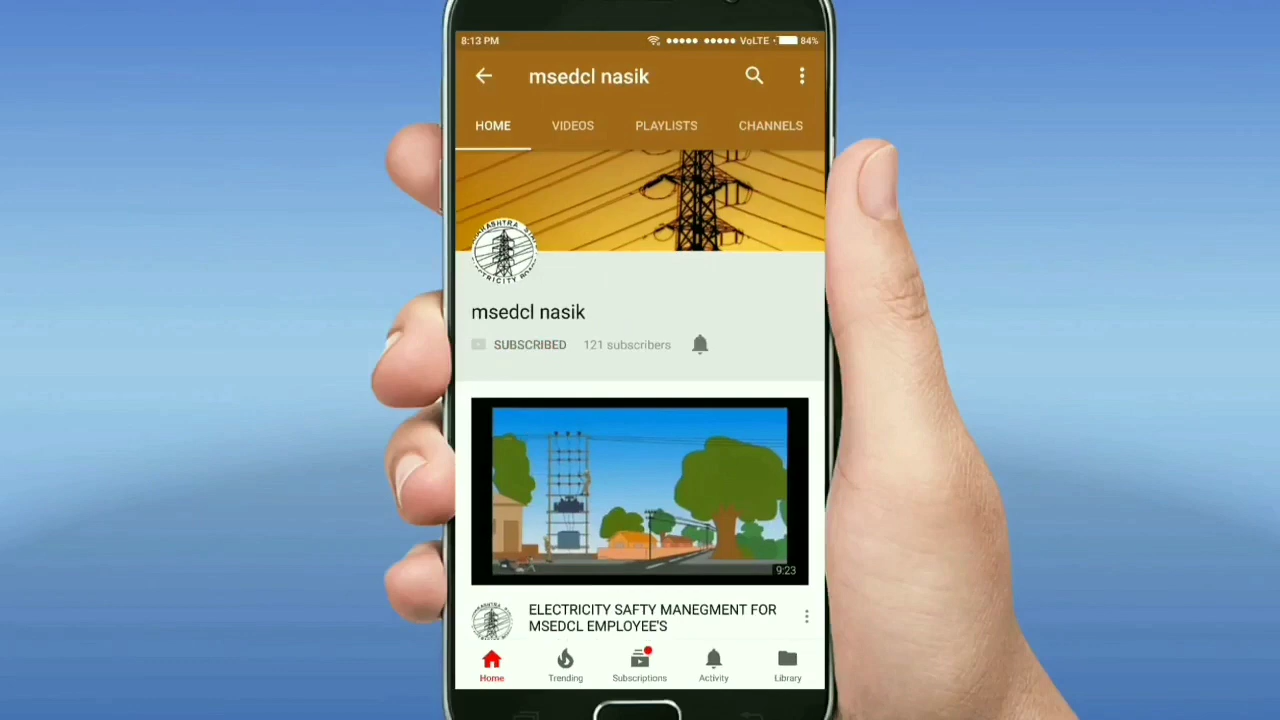 8:13 PM
VoLTE
84%
msedcl nasik
HOME
VIDEOS
PLAYLISTS
CHANNELS
msedcl nasik
SUBSCRIBED
121 subscribers
9:23
ELECTRICITY SAFTY MANEGMENT FOR
MSEDCL EMPLOYEE'S
Home
Trending
Subscriptions
Activity
Library